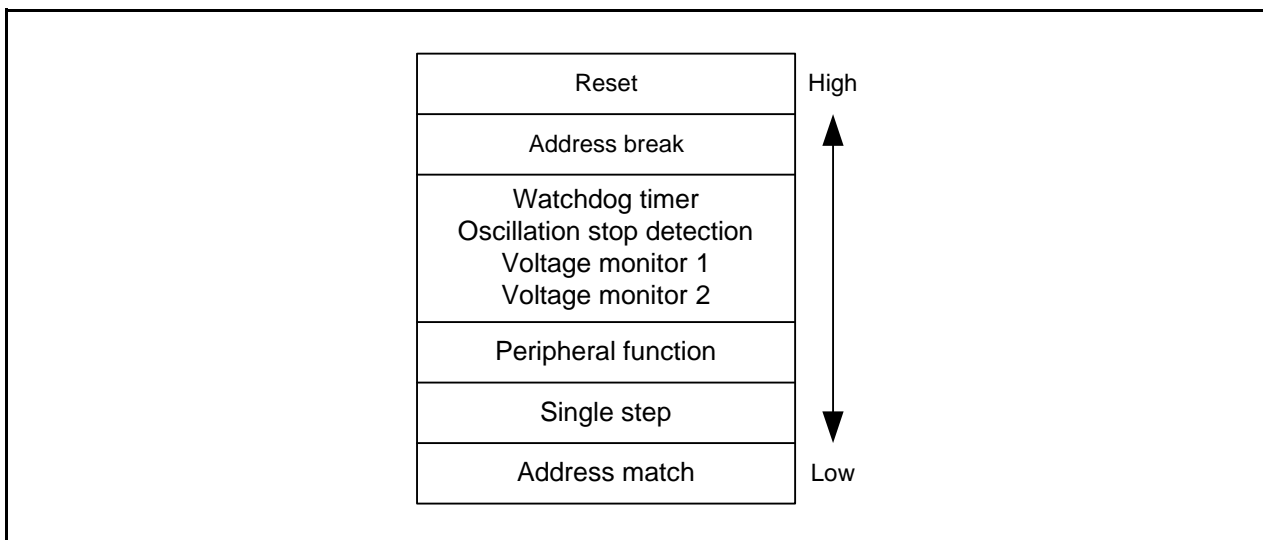 Reset
High
Address break
Watchdog timer
Oscillation stop detection
Voltage monitor 1
Voltage monitor 2
Peripheral function
Single step
Address match
Low